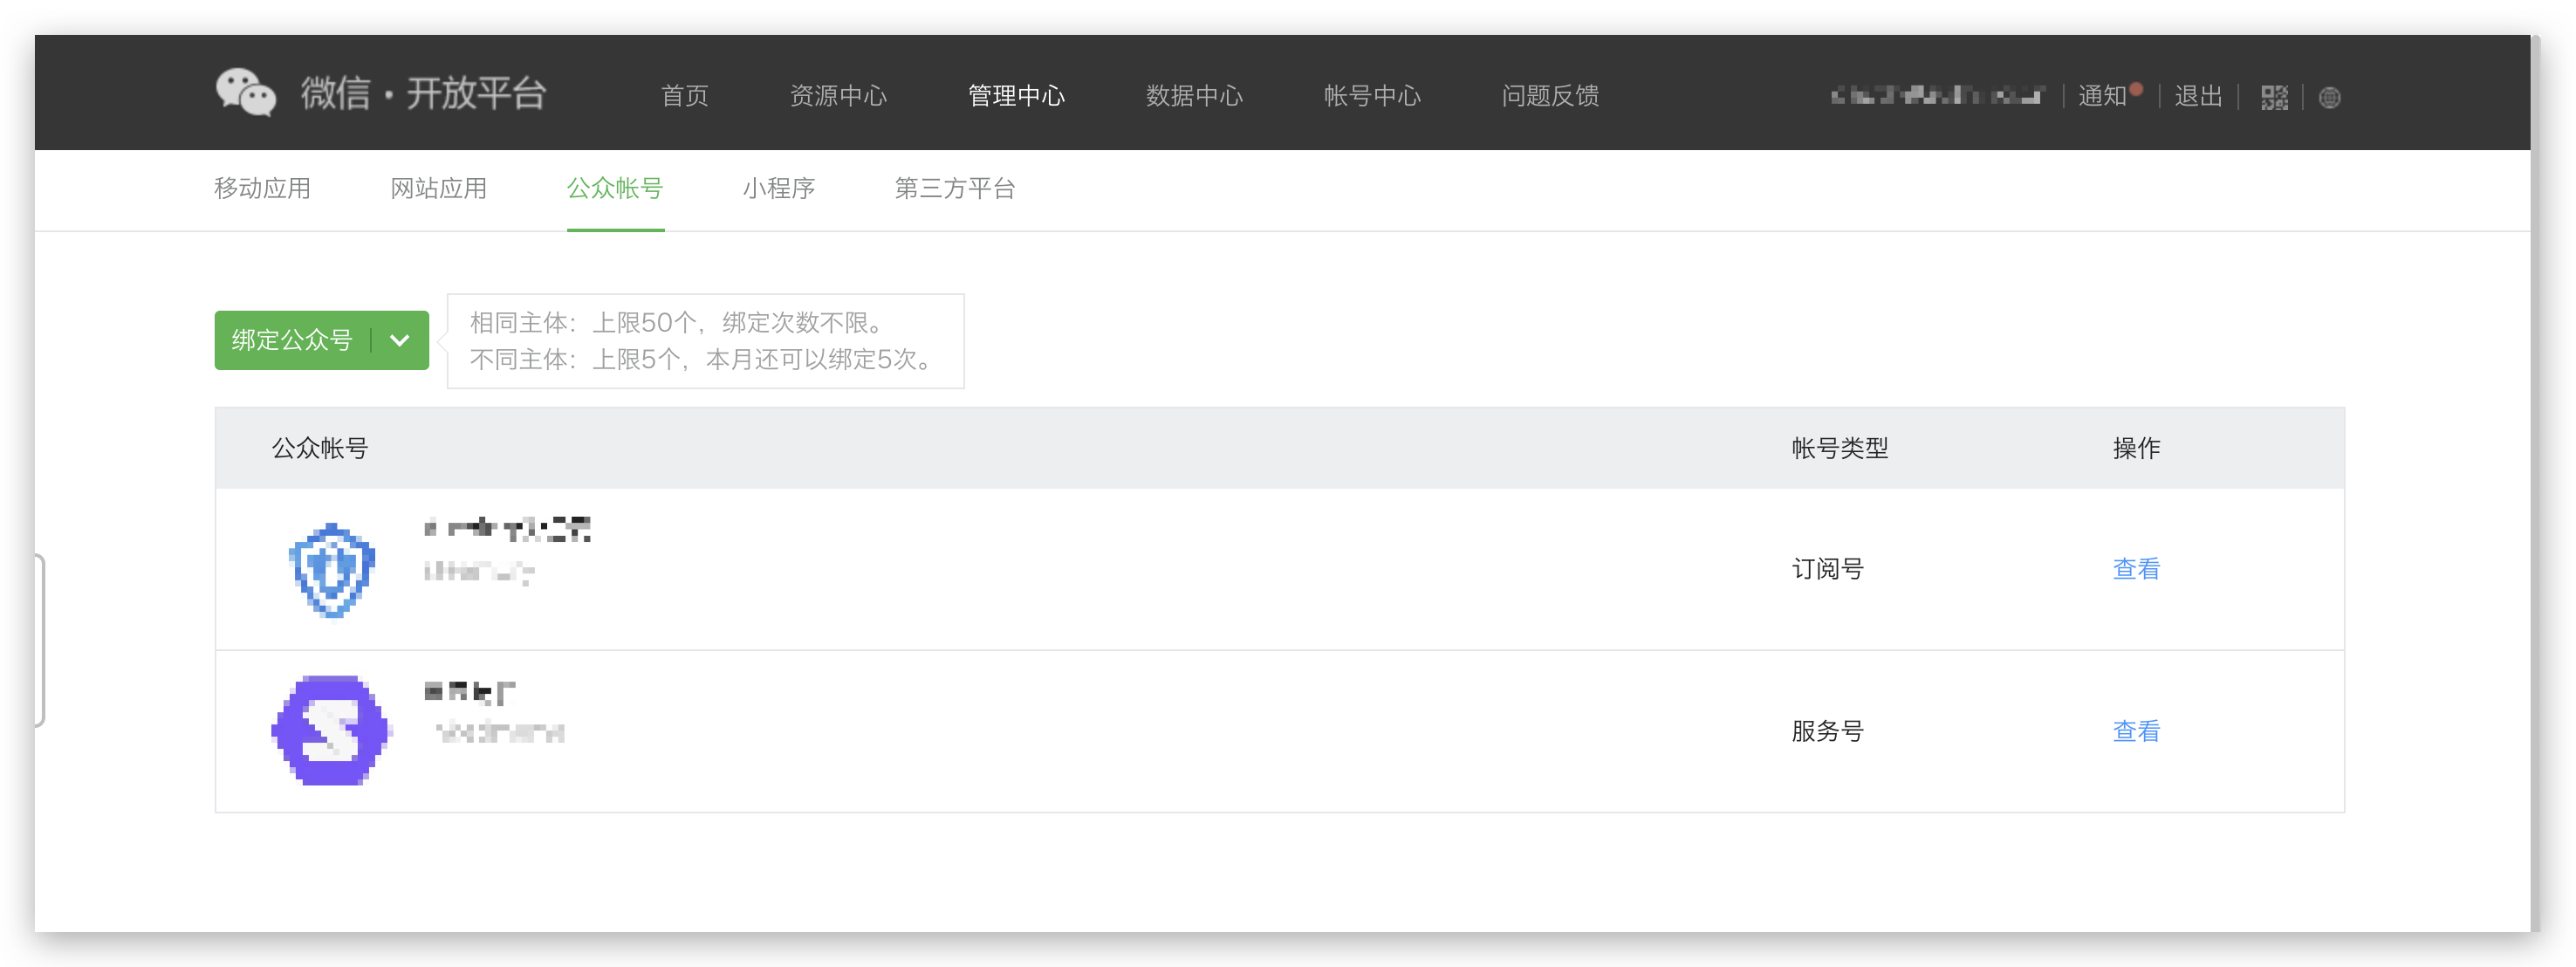 微信·开放平台 首页 资源中心 管理中心 数据中心 帐号中心 问题反馈 通知 退出
移动应用 网站应用 公众帐号 小程序 第三方平台
绑定公众号
相同主体：上限50个，绑定次数不限。
不同主体：上限5个，本月还可以绑定5次。
公众帐号 帐号类型 操作
订阅号 查看
服务号 查看